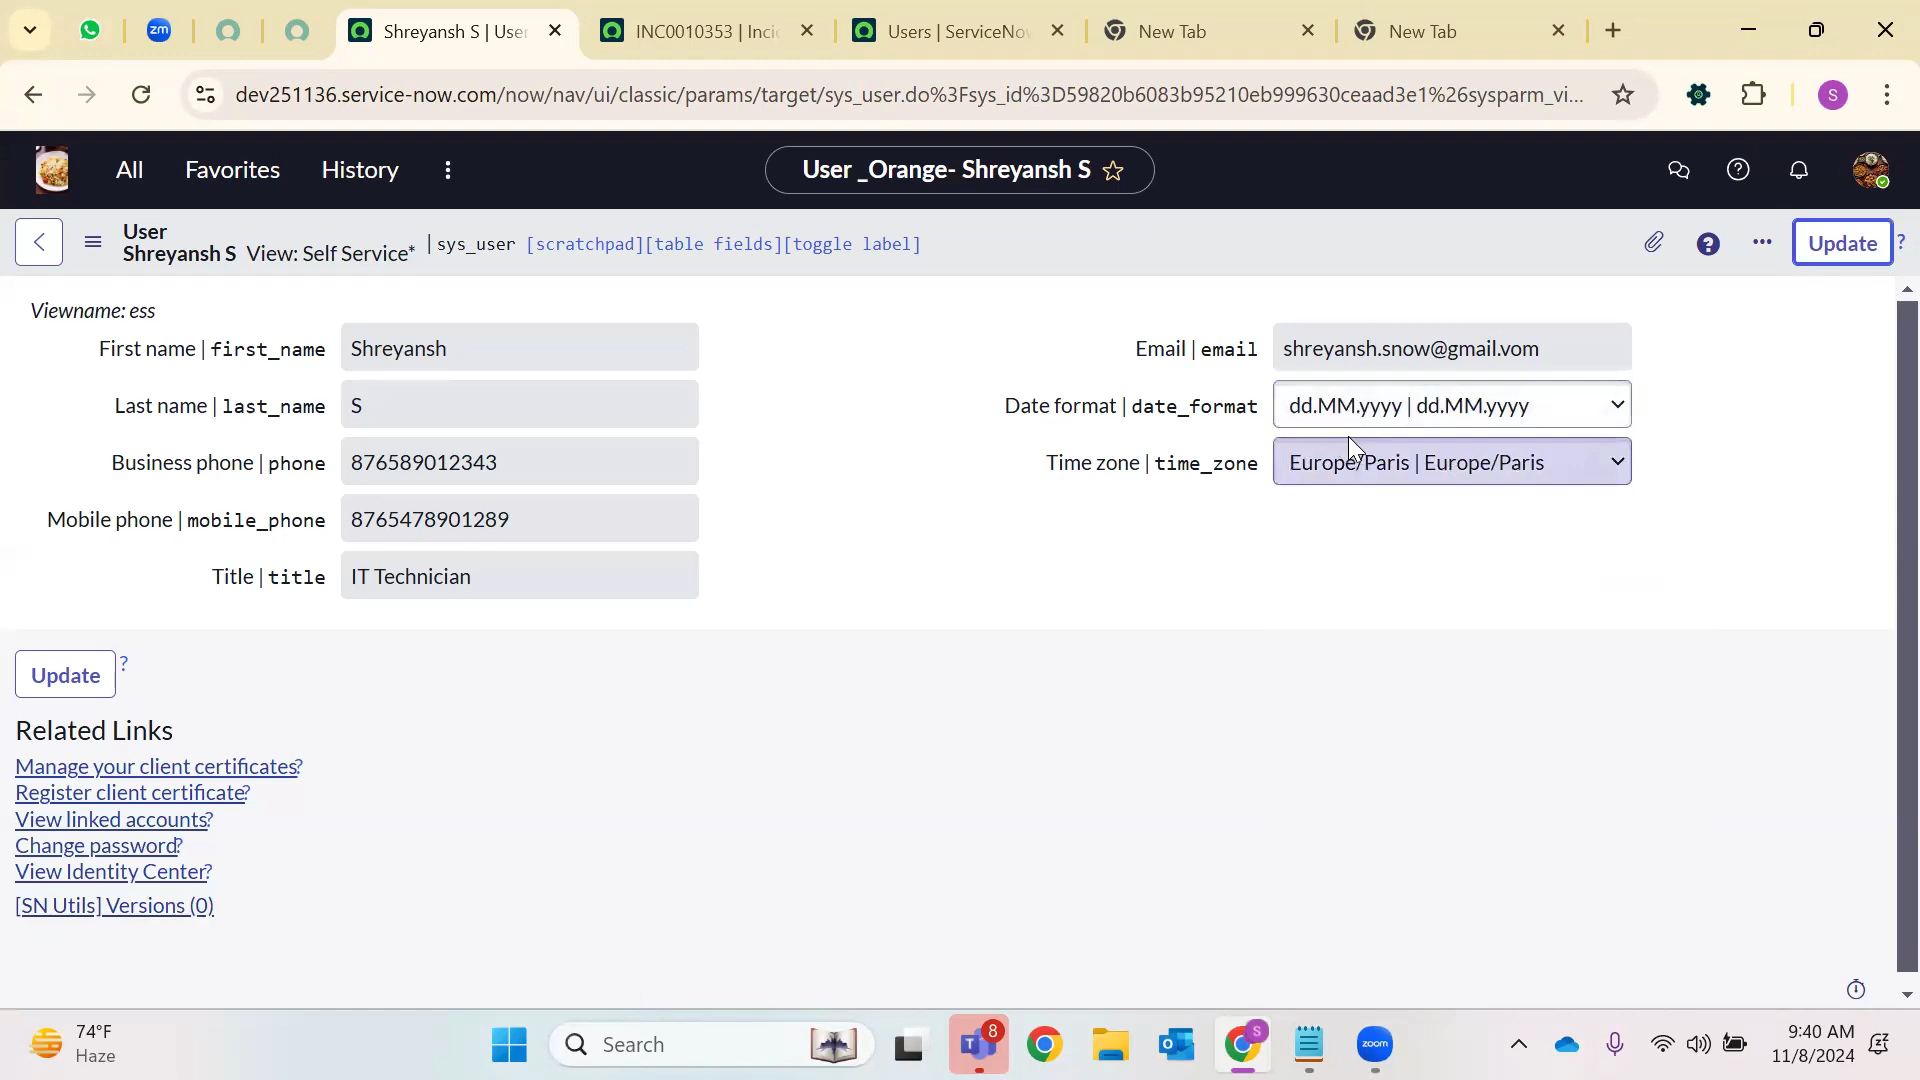 Shreyansh S | User
INC0010353 | Inci
Users | ServiceNo
New Tab
New Tab
dev251136.service-now.com/now/nav/ui/classic/params/target/sys_user.do%3Fsys_id%3D59820b6083b95210eb999630ceaad3e1%26sysparm_vi...
S
All Favorites History
User _Orange- Shreyansh S
User
Shreyansh S View: Self Service* | sys_user [scratchpad][table fields][toggle label]
Update ?
Viewname: ess
First name | first_name Shreyansh
Email | email shreyansh.snow@gmail.vom
Last name | last_name S
Date format | date_format dd.MM.yyyy | dd.MM.yyyy
Business phone | phone 876589012343
Time zone | time_zone Europe/Paris | Europe/Paris
Mobile phone | mobile_phone 8765478901289
Title | title IT Technician
Update ?
Related Links
Manage your client certificates?
Register client certificate?
View linked accounts?
Change password?
View Identity Center?
[SN Utils] Versions (0)
74°F
Haze
Search
8
S
zoom
9:40 AM
11/8/2024